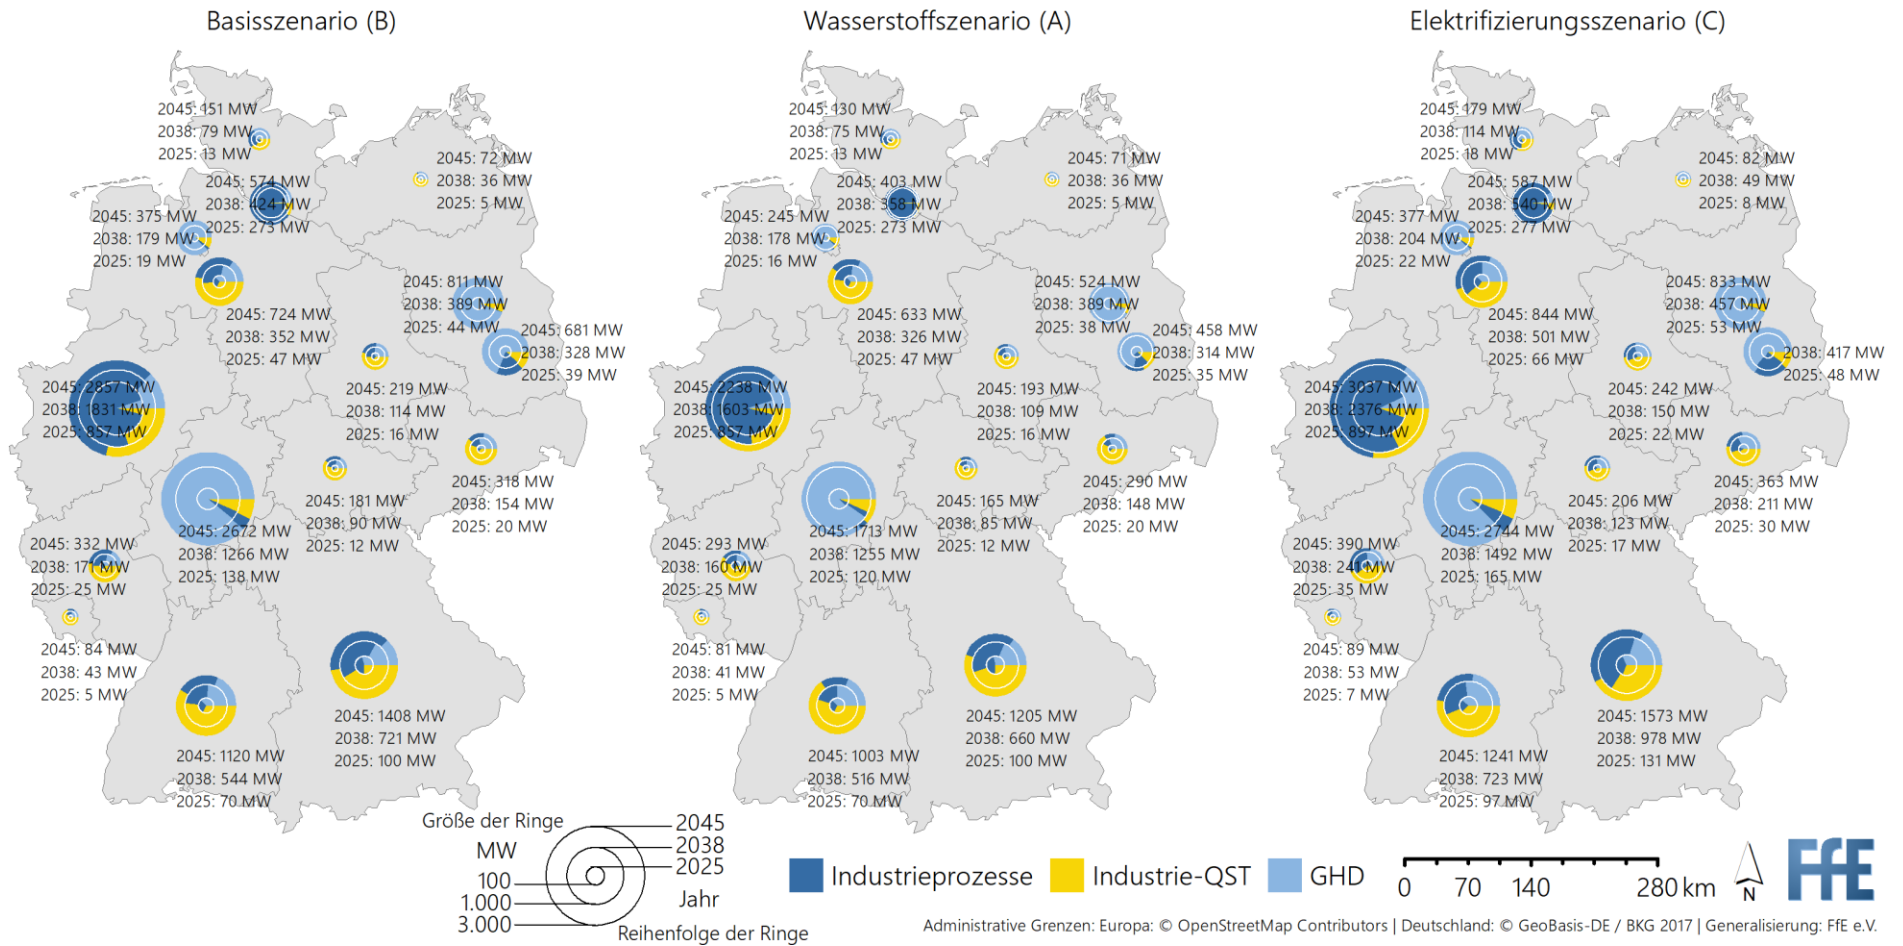 Basisszenario (B)
2045: 151 MW
2038: 79 MW
2025: 13 MW
2045: 72 MW
2038: 36 MW
2025: 5 MW
2045: 574 MW
2038: 424 MW
2025: 273 MW
2045: 375 MW
2038: 179 MW
2025: 19 MW
2045: 811 MW
2038: 389 MW
2025: 44 MW
2045: 724 MW
2038: 352 MW
2025: 47 MW
2045: 681 MW
2038: 328 MW
2025: 39 MW
2045: 2857 MW
2038: 1831 MW
2025: 857 MW
2045: 219 MW
2038: 114 MW
2025: 16 MW
2045: 318 MW
2038: 154 MW
2025: 20 MW
2045: 181 MW
2038: 90 MW
2025: 12 MW
2045: 2672 MW
2038: 1266 MW
2025: 138 MW
2045: 332 MW
2038: 171 MW
2025: 25 MW
2045: 84 MW
2038: 43 MW
2025: 5 MW
2045: 1408 MW
2038: 721 MW
2025: 100 MW
2045: 1120 MW
2038: 544 MW
2025: 70 MW
Wasserstoffszenario (A)
2045: 130 MW
2038: 75 MW
2025: 13 MW
2045: 71 MW
2038: 36 MW
2025: 5 MW
2045: 403 MW
2038: 358 MW
2025: 273 MW
2045: 245 MW
2038: 178 MW
2025: 16 MW
2045: 524 MW
2038: 389 MW
2025: 38 MW
2045: 633 MW
2038: 326 MW
2025: 47 MW
2045: 458 MW
2038: 314 MW
2025: 35 MW
2045: 2238 MW
2038: 1603 MW
2025: 857 MW
2045: 193 MW
2038: 109 MW
2025: 16 MW
2045: 290 MW
2038: 148 MW
2025: 20 MW
2045: 165 MW
2038: 85 MW
2025: 12 MW
2045: 1713 MW
2038: 1255 MW
2025: 120 MW
2045: 293 MW
2038: 160 MW
2025: 25 MW
2045: 81 MW
2038: 41 MW
2025: 5 MW
2045: 1205 MW
2038: 660 MW
2025: 100 MW
2045: 1003 MW
2038: 516 MW
2025: 70 MW
Elektrifizierungsszenario (C)
2045: 179 MW
2038: 114 MW
2025: 18 MW
2045: 82 MW
2038: 49 MW
2025: 8 MW
2045: 587 MW
2038: 540 MW
2025: 277 MW
2045: 377 MW
2038: 204 MW
2025: 22 MW
2045: 833 MW
2038: 457 MW
2025: 53 MW
2045: 844 MW
2038: 501 MW
2025: 66 MW
2038: 417 MW
2025: 48 MW
2045: 3037 MW
2038: 2376 MW
2025: 897 MW
2045: 242 MW
2038: 150 MW
2025: 22 MW
2045: 363 MW
2038: 211 MW
2025: 30 MW
2045: 206 MW
2038: 123 MW
2025: 17 MW
2045: 2744 MW
2038: 1492 MW
2025: 165 MW
2045: 390 MW
2038: 241 MW
2025: 35 MW
2045: 89 MW
2038: 53 MW
2025: 7 MW
2045: 1573 MW
2038: 978 MW
2025: 131 MW
2045: 1241 MW
2038: 723 MW
2025: 97 MW
Größe der Ringe
MW
100
1.000
3.000
2045
2038
2025
Jahr
Reihenfolge der Ringe
Industrieprozesse
Industrie-QST
GHD
0 70 140 280 km
N
FfE
Administrative Grenzen: Europa: © OpenStreetMap Contributors | Deutschland: © GeoBasis-DE / BKG 2017 | Generalisierung: FfE e.V.